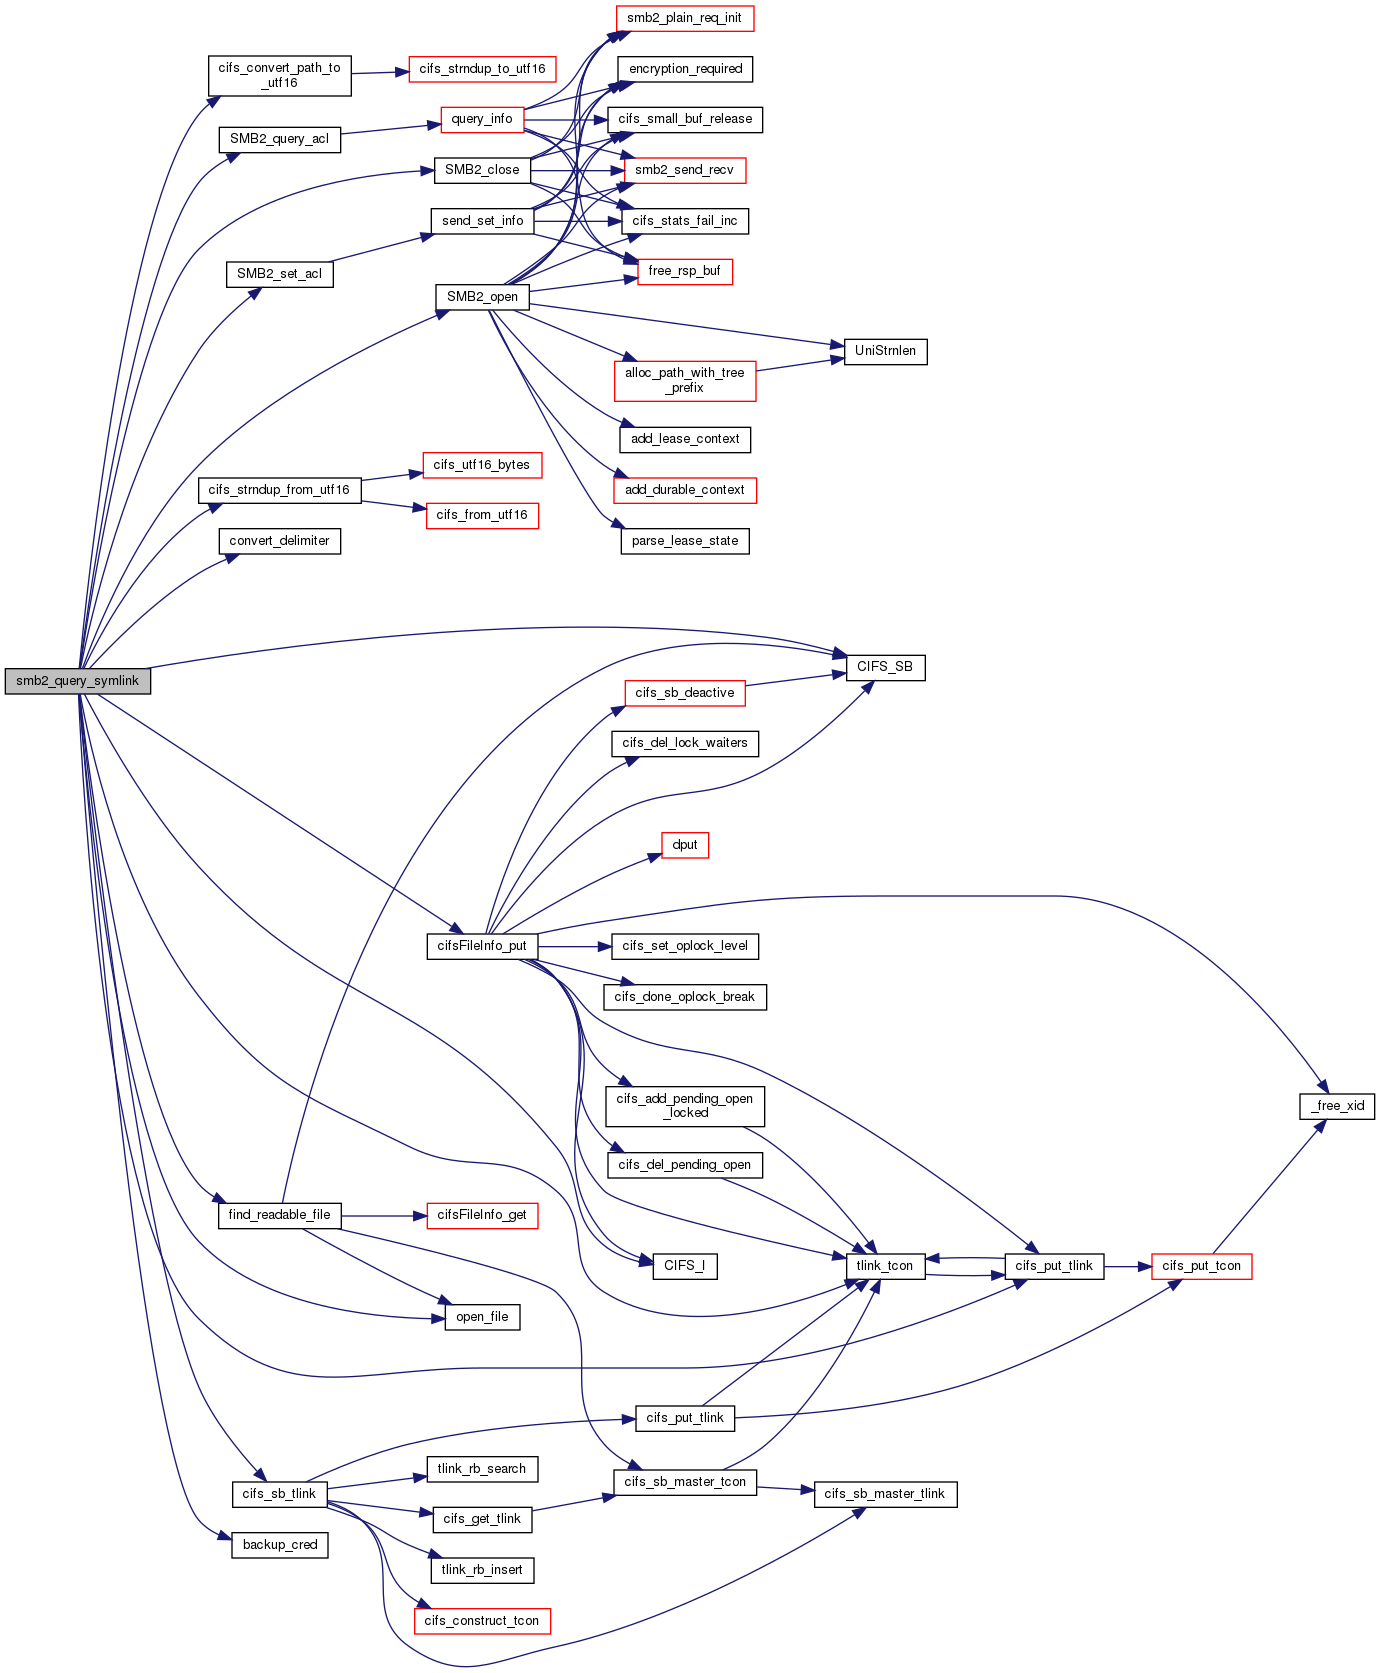 smb2_plain_req_init
cifs_convert_path_to
_utf16
cifs_strndup_to_utf16
encryption_required
query_info
cifs_small_buf_release
SMB2_query_acl
SMB2_close
smb2_send_recv
send_set_info
cifs_stats_fail_inc
SMB2_set_acl
free_rsp_buf
SMB2_open
UniStrnlen
alloc_path_with_tree
_prefix
add_lease_context
cifs_utf16_bytes
cifs_strndup_from_utf16
add_durable_context
cifs_from_utf16
convert_delimiter
parse_lease_state
CIFS_SB
smb2_query_symlink
cifs_sb_deactive
cifs_del_lock_waiters
dput
cifsFileInfo_put
cifs_set_oplock_level
cifs_done_oplock_break
cifs_add_pending_open
_locked
_free_xid
cifs_del_pending_open
find_readable_file
cifsFileInfo_get
CIFS_I
tlink_tcon
cifs_put_tlink
cifs_put_tcon
open_file
cifs_put_tlink
tlink_rb_search
cifs_sb_master_tcon
cifs_sb_tlink
cifs_sb_master_tlink
cifs_get_tlink
backup_cred
tlink_rb_insert
cifs_construct_tcon